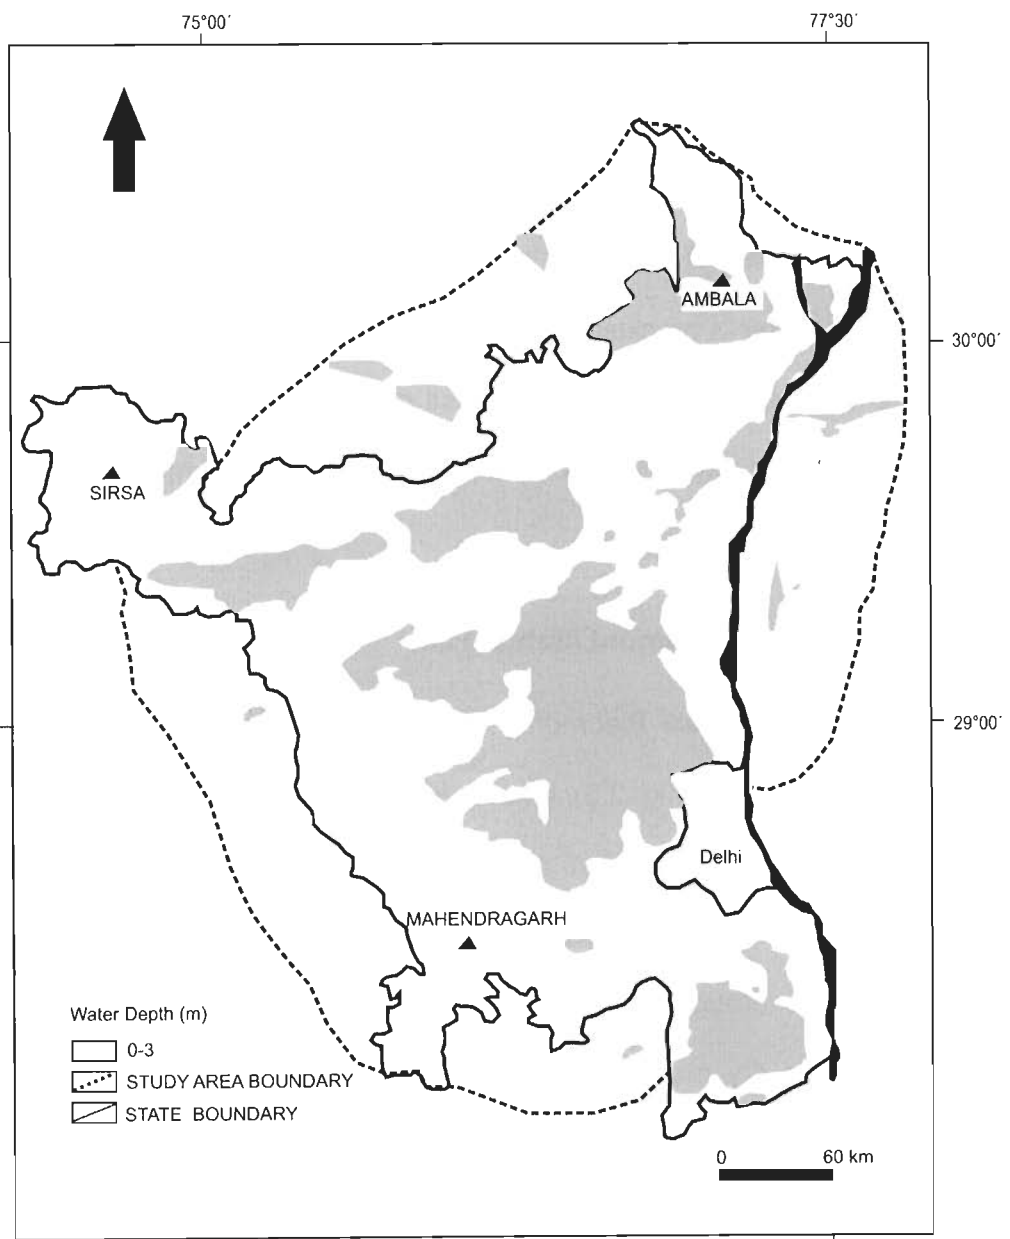 75°00′
77°30′
AMBALA
30°00′
SIRSA
29°00′
Delhi
MAHENDRAGARH
Water Depth (m)
0-3
STUDY AREA BOUNDARY
STATE BOUNDARY
0 60 km